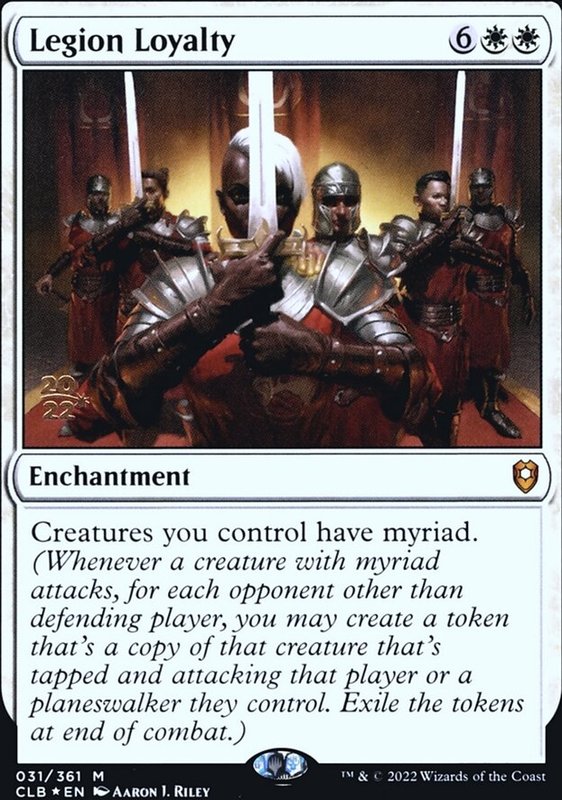 Legion Loyalty 6
20
22
Enchantment
Creatures you control have myriad.
(Whenever a creature with myriad
attacks, for each opponent other than
defending player, you may create a token
that's a copy of that creature that's
tapped and attacking that player or a
planeswalker they control. Exile the tokens
at end of combat.)
031/361 M
CLB ★ EN Aaron J. Riley
™ & © 2022 Wizards of the Coast